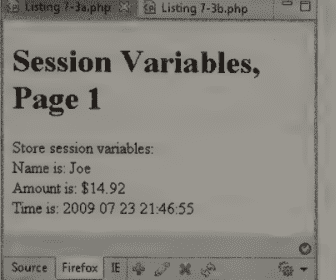 Listing 7-3a.php Listing 7-3b.php
Session Variables,
Page 1
Store session variables:
Name is: Joe
Amount is: $14.92
Time is: 2009 07 23 21:46:55
Source Firefox IE